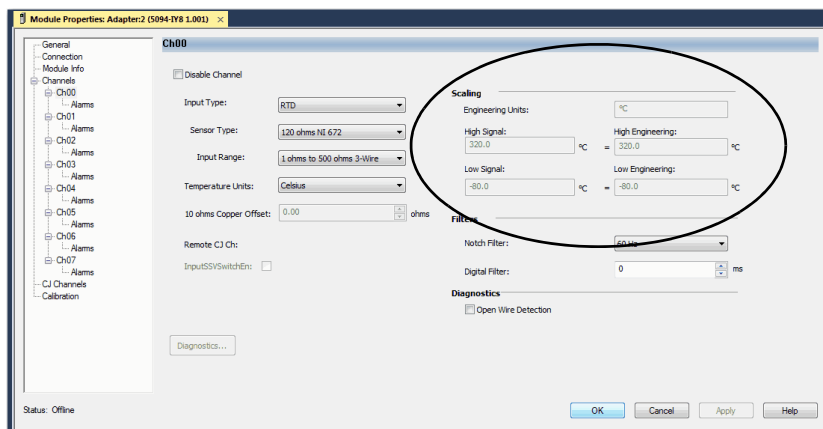 Module Properties: Adapter:2 (5094-IY8 1.001) ×
General
Connection
Module Info
Channels
Ch00
Alarms
Ch01
Alarms
Ch02
Alarms
Ch03
Alarms
Ch04
Alarms
Ch05
Alarms
Ch06
Alarms
Ch07
Alarms
CJ Channels
Calibration
Ch00
Disable Channel
Input Type: RTD
Sensor Type: 120 ohms NI 672
Input Range: 1 ohms to 500 ohms 3-Wire
Temperature Units: Celsius
10 ohms Copper Offset: 0.00 ohms
Remote CJ Ch:
InputSSVSwitchEn:
Diagnostics...
Scaling
Engineering Units: °C
High Signal: High Engineering:
320.0 °C = 320.0 °C
Low Signal: Low Engineering:
-80.0 °C = -80.0 °C
Filters
Notch Filter: 60 Hz
Digital Filter: 0 ms
Diagnostics
Open Wire Detection
Status: Offline
OK Cancel Apply Help